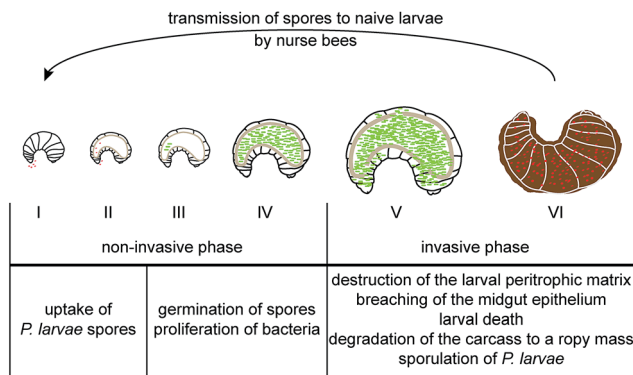 transmission of spores to naive larvae
by nurse bees
I II III IV V VI
non-invasive phase invasive phase
uptake of
P. larvae spores
germination of spores
proliferation of bacteria
destruction of the larval peritrophic matrix
breaching of the midgut epithelium
larval death
degradation of the carcass to a ropy mass
sporulation of P. larvae